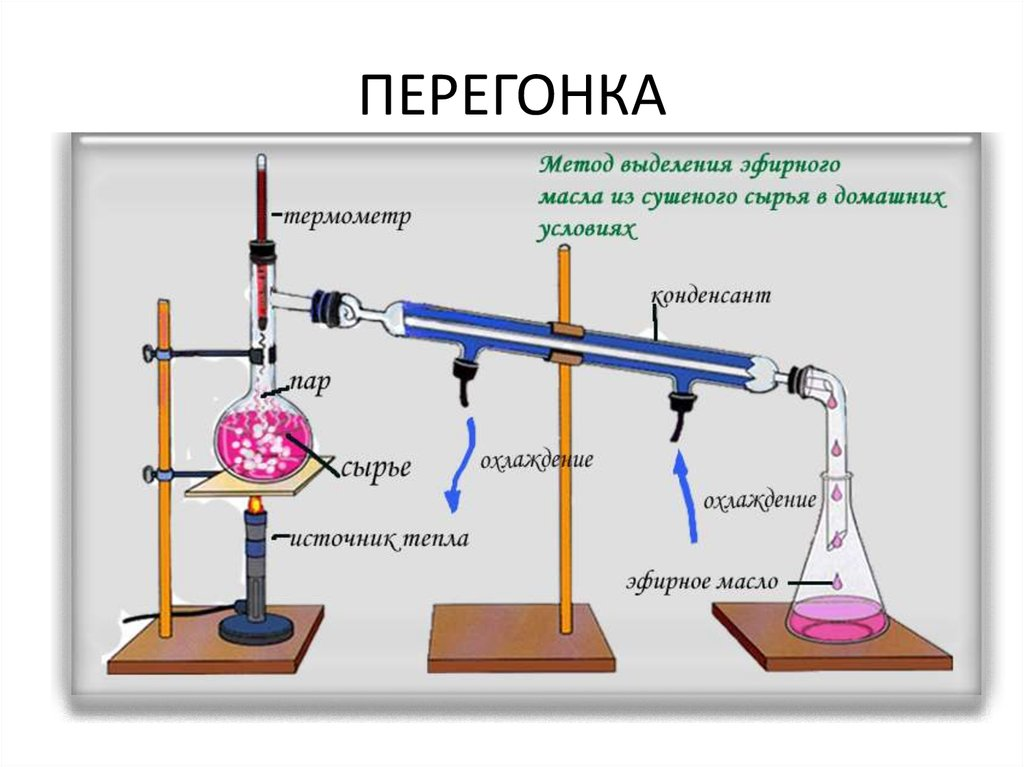 ПЕРЕГОНКА
Метод выделения эфирного
масла из сушеного сырья в домашних
условиях
термометр
конденсант
пар
сырье
охлаждение
охлаждение
источник тепла
эфирное масло